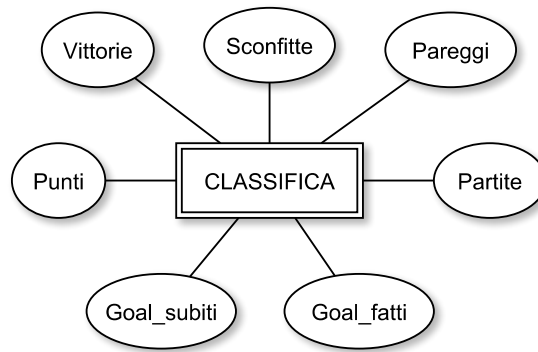 Vittorie
Sconfitte
Pareggi
Punti
CLASSIFICA
Partite
Goal_subiti
Goal_fatti